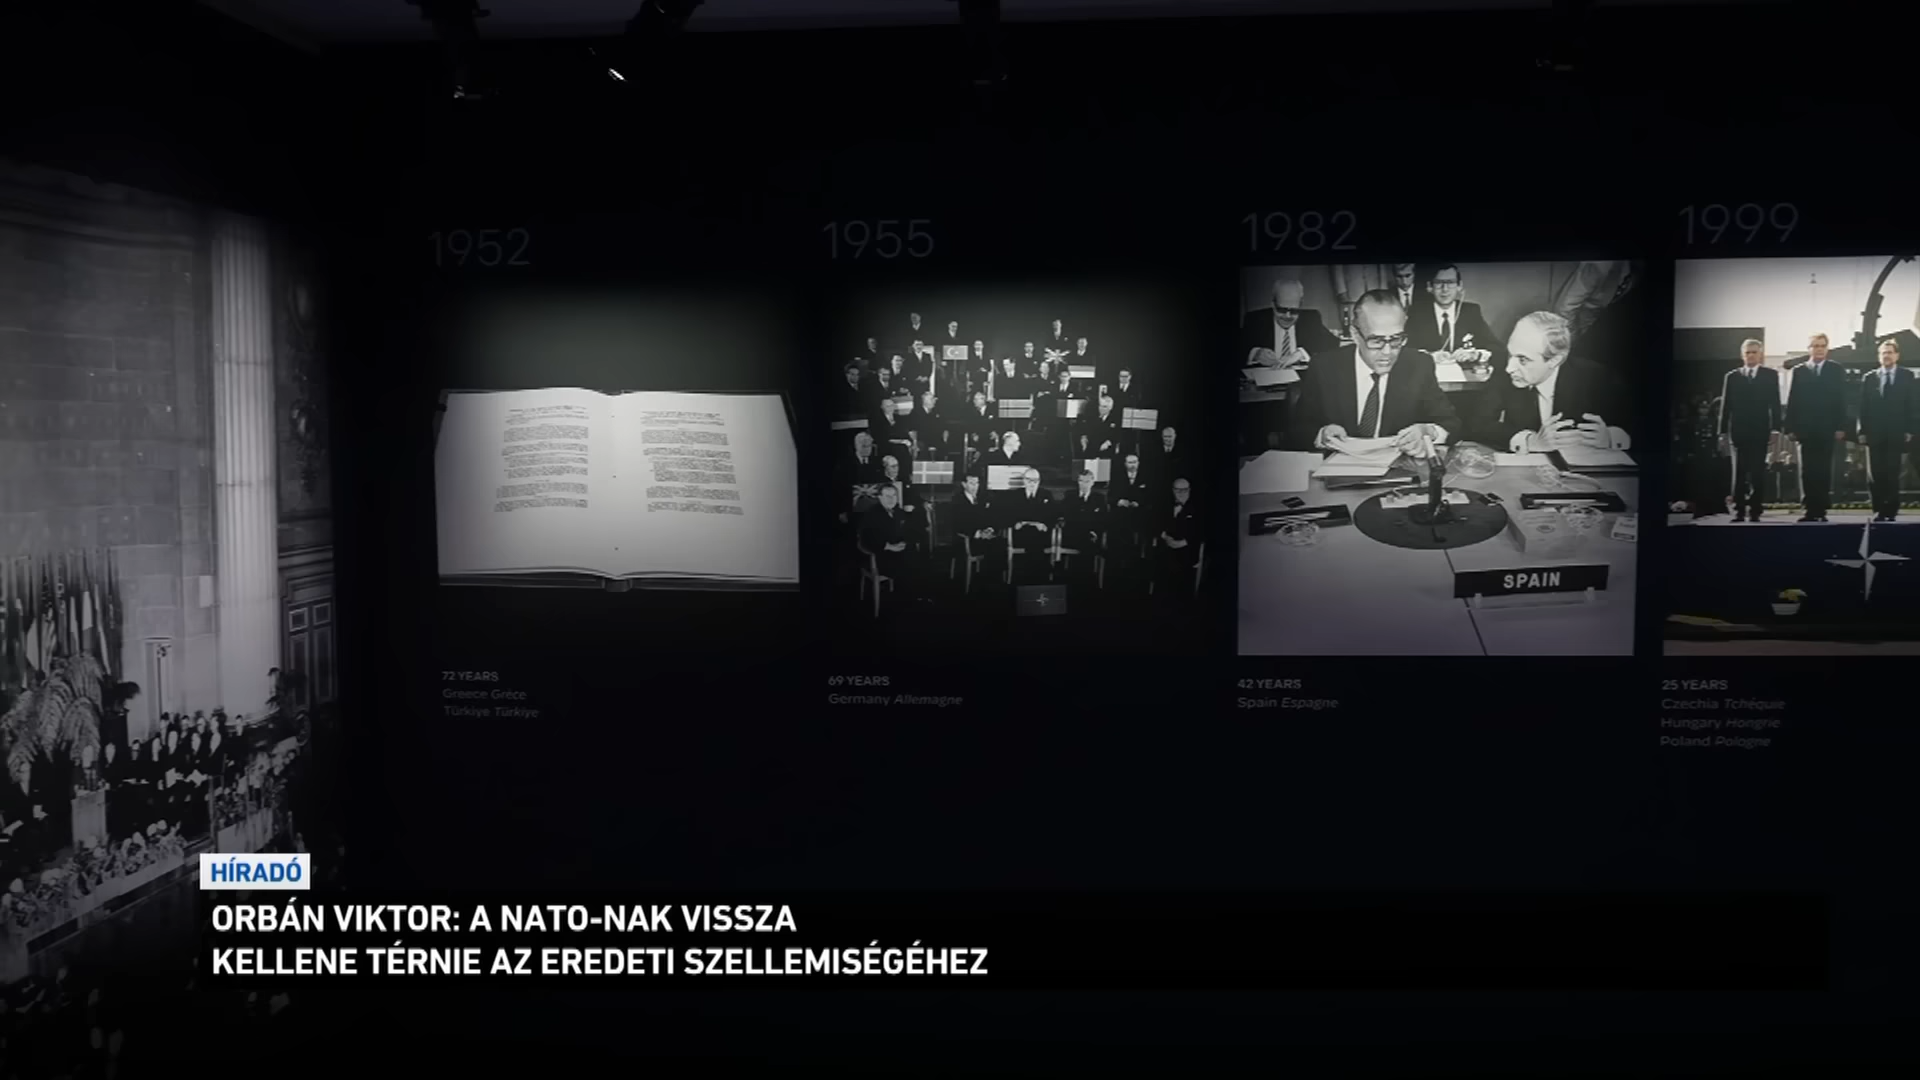 1952
1955
1982
1999
SPAIN
72 YEARS
Greece Grèce
Türkiye Türkiye
69 YEARS
Germany Allemagne
42 YEARS
Spain Espagne
25 YEARS
Czechia Tchéquie
Hungary Hongrie
Poland Pologne
HÍRADÓ
ORBÁN VIKTOR: A NATO-NAK VISSZA
KELLENE TÉRNIE AZ EREDETI SZELLEMISÉGÉHEZ